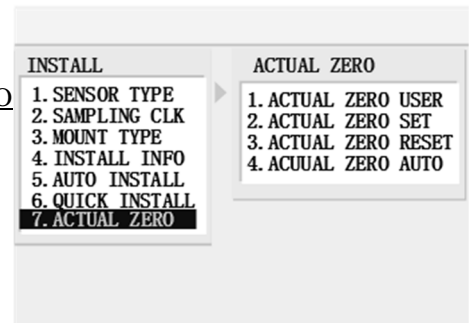 INSTALL
1. SENSOR TYPE
2. SAMPLING CLK
3. MOUNT TYPE
4. INSTALL INFO
5. AUTO INSTALL
6. QUICK INSTALL
7. ACTUAL ZERO
ACTUAL ZERO
1. ACTUAL ZERO USER
2. ACTUAL ZERO SET
3. ACTUAL ZERO RESET
4. ACUUAL ZERO AUTO